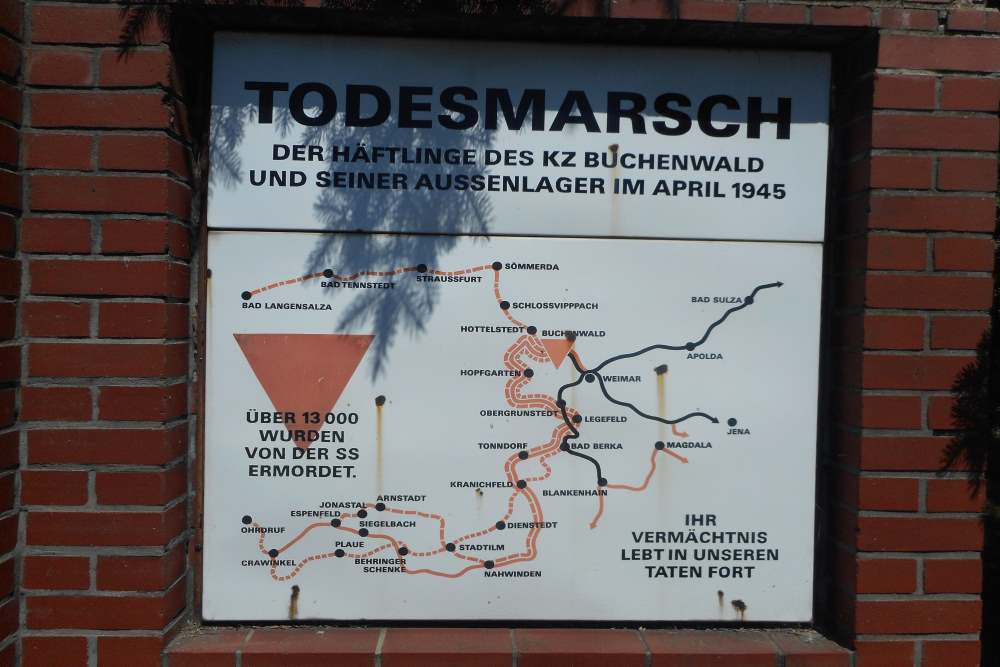 TODESMARSCH
DER HÄFTLINGE DES KZ BUCHENWALD
UND SEINER AUSSENLAGER IM APRIL 1945
SÖMMERDA
STRAUSSFURT
BAD TENNSTEDT
BAD LANGENSALZA
SCHLOSSVIPPPACH
BAD SULZA
HOTTELSTEDT
BUCHENWALD
APOLDA
HOPFGARTEN
WEIMAR
OBERGRUNSTEDT
LEGEFELD
JENA
ÜBER 13 000
WURDEN
VON DER SS
ERMORDET.
TONNDORF
BAD BERKA
MAGDALA
KRANICHFELD
BLANKENHAIN
ARNSTADT
JONASTAL
ESPENFELD
SIEGELBACH
OHRDRUF
DIENSTEDT
PLAUE
STADTILM
CRAWINKEL
BEHRINGER
SCHENKE
NAHWINDEN
IHR
VERMÄCHTNIS
LEBT IN UNSEREN
TATEN FORT